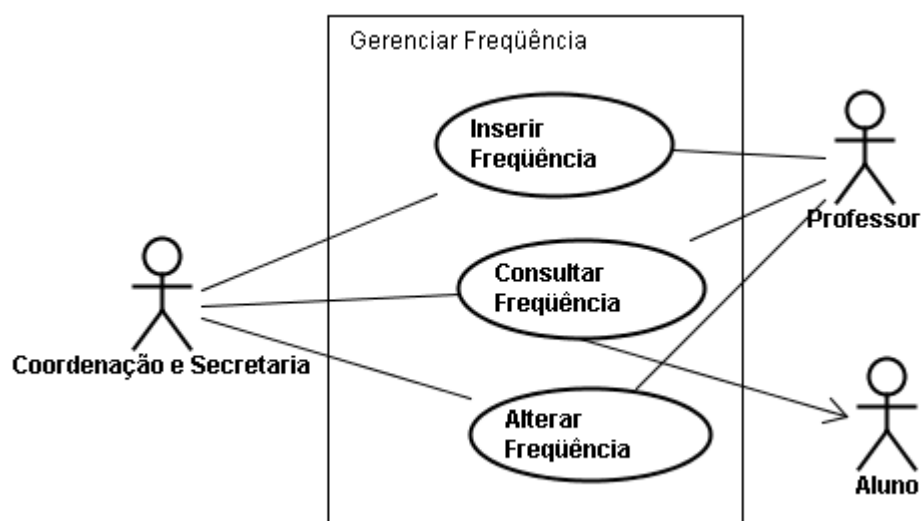 Gerenciar Freqüência
Inserir
Freqüência
Professor
Consultar
Freqüência
Coordenação e Secretaria
Alterar
Freqüência
Aluno